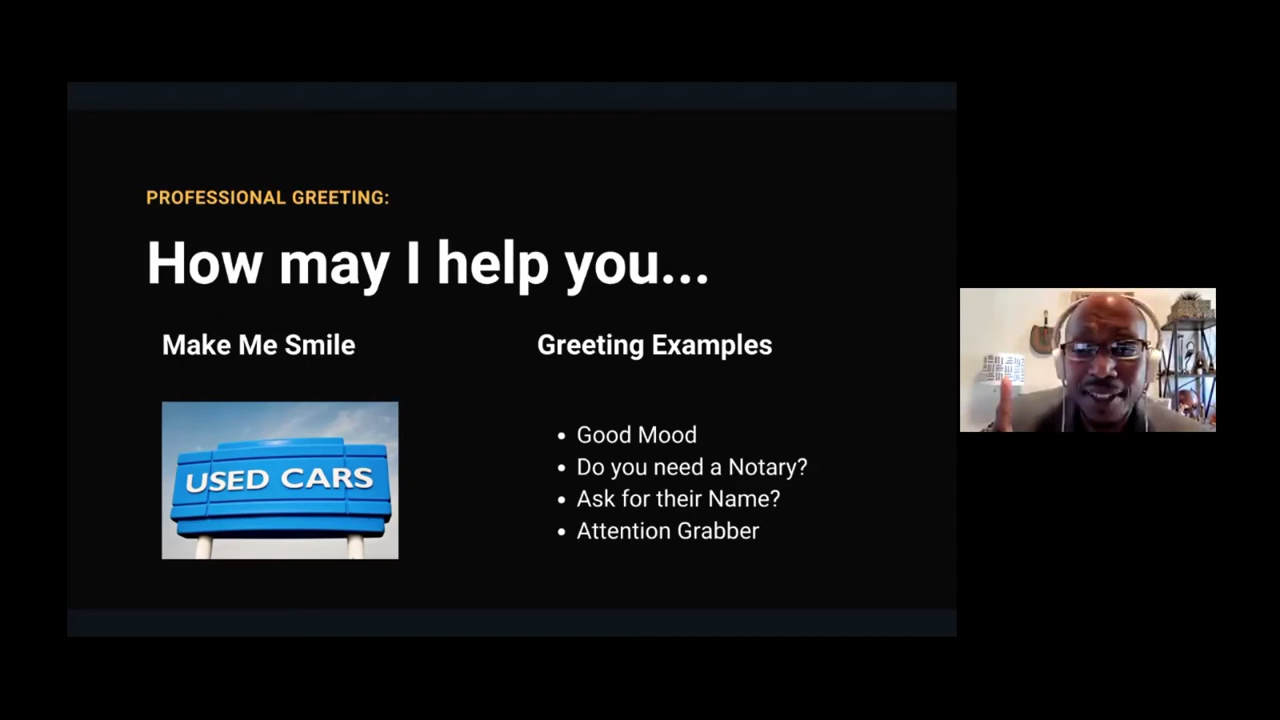 PROFESSIONAL GREETING:
How may I help you...
Make Me Smile
Greeting Examples
USED CARS
• Good Mood
• Do you need a Notary?
• Ask for their Name?
• Attention Grabber